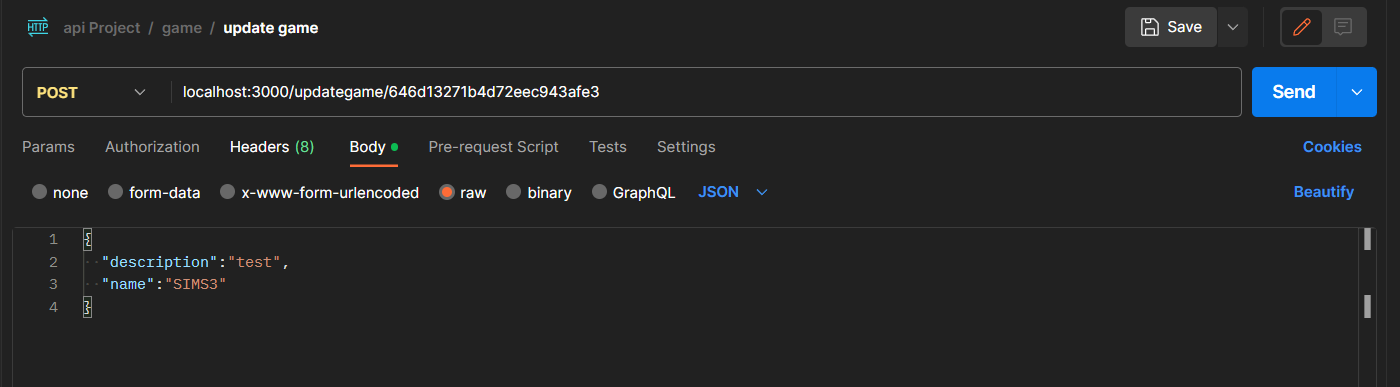 HTTP api Project / game / update game Save
POST localhost:3000/updategame/646d13271b4d72eec943afe3 Send
Params Authorization Headers (8) Body Pre-request Script Tests Settings Cookies
none form-data x-www-form-urlencoded raw binary GraphQL JSON Beautify
1 {
2 "description":"test",
3 "name":"SIMS3"
4 }